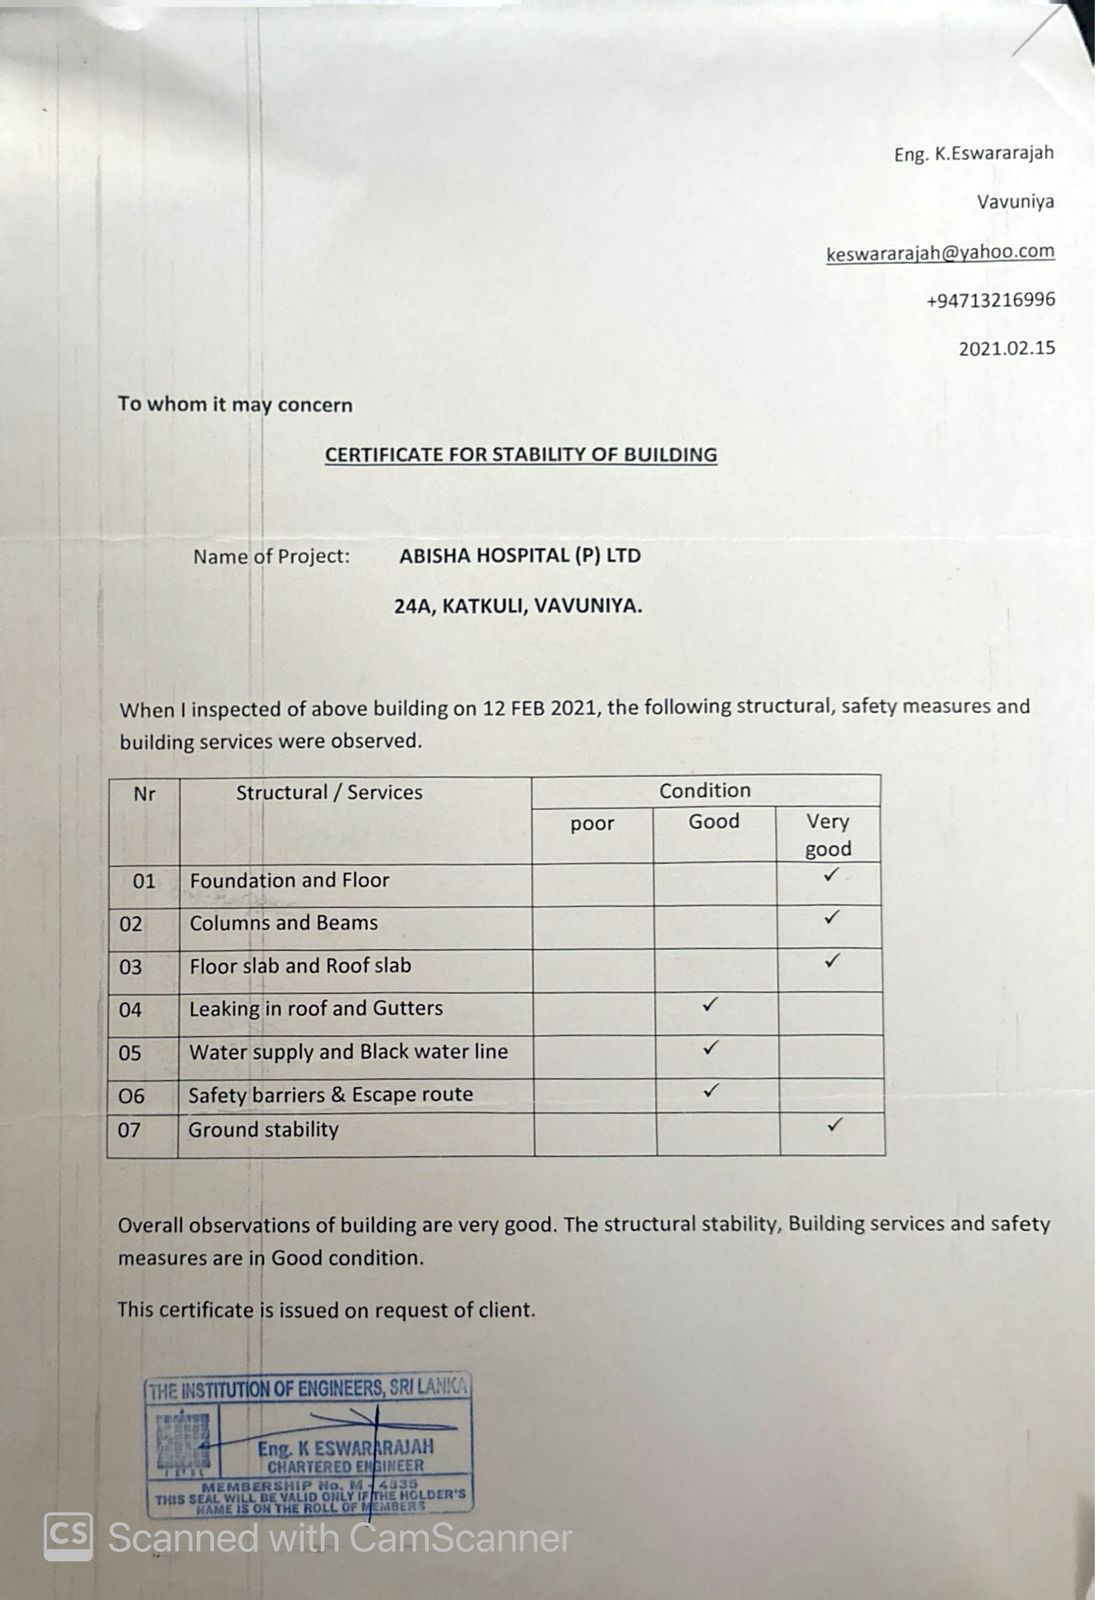 Eng. K.Eswararajah
Vavuniya
keswararajah@yahoo.com
+94713216996
2021.02.15
To whom it may concern
CERTIFICATE FOR STABILITY OF BUILDING
Name of Project: ABISHA HOSPITAL (P) LTD
24A, KATKULI, VAVUNIYA.
When I inspected of above building on 12 FEB 2021, the following structural, safety measures and
building services were observed.
Nr Structural / Services Condition
poor Good Very
good
01 Foundation and Floor ✓
02 Columns and Beams ✓
03 Floor slab and Roof slab ✓
04 Leaking in roof and Gutters ✓
05 Water supply and Black water line ✓
O6 Safety barriers & Escape route ✓
07 Ground stability ✓
Overall observations of building are very good. The structural stability, Building services and safety
measures are in Good condition.
This certificate is issued on request of client.
THE INSTITUTION OF ENGINEERS, SRI LANKA
Eng. K ESWARARAJAH
CHARTERED ENGINEER
MEMBERSHIP No. M - 4335
THIS SEAL WILL BE VALID ONLY IF THE HOLDER'S
NAME IS ON THE ROLL OF MEMBERS
CS Scanned with CamScanner